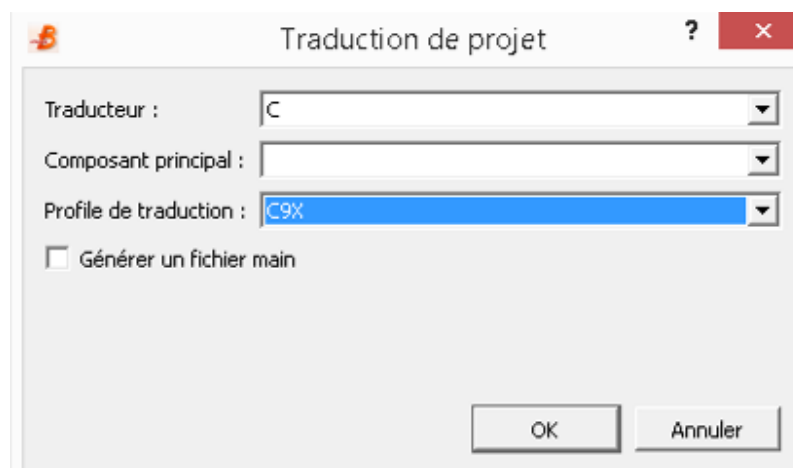 Traduction de projet ?
Traducteur : C
Composant principal :
Profile de traduction : C9X
Générer un fichier main
OK Annuler